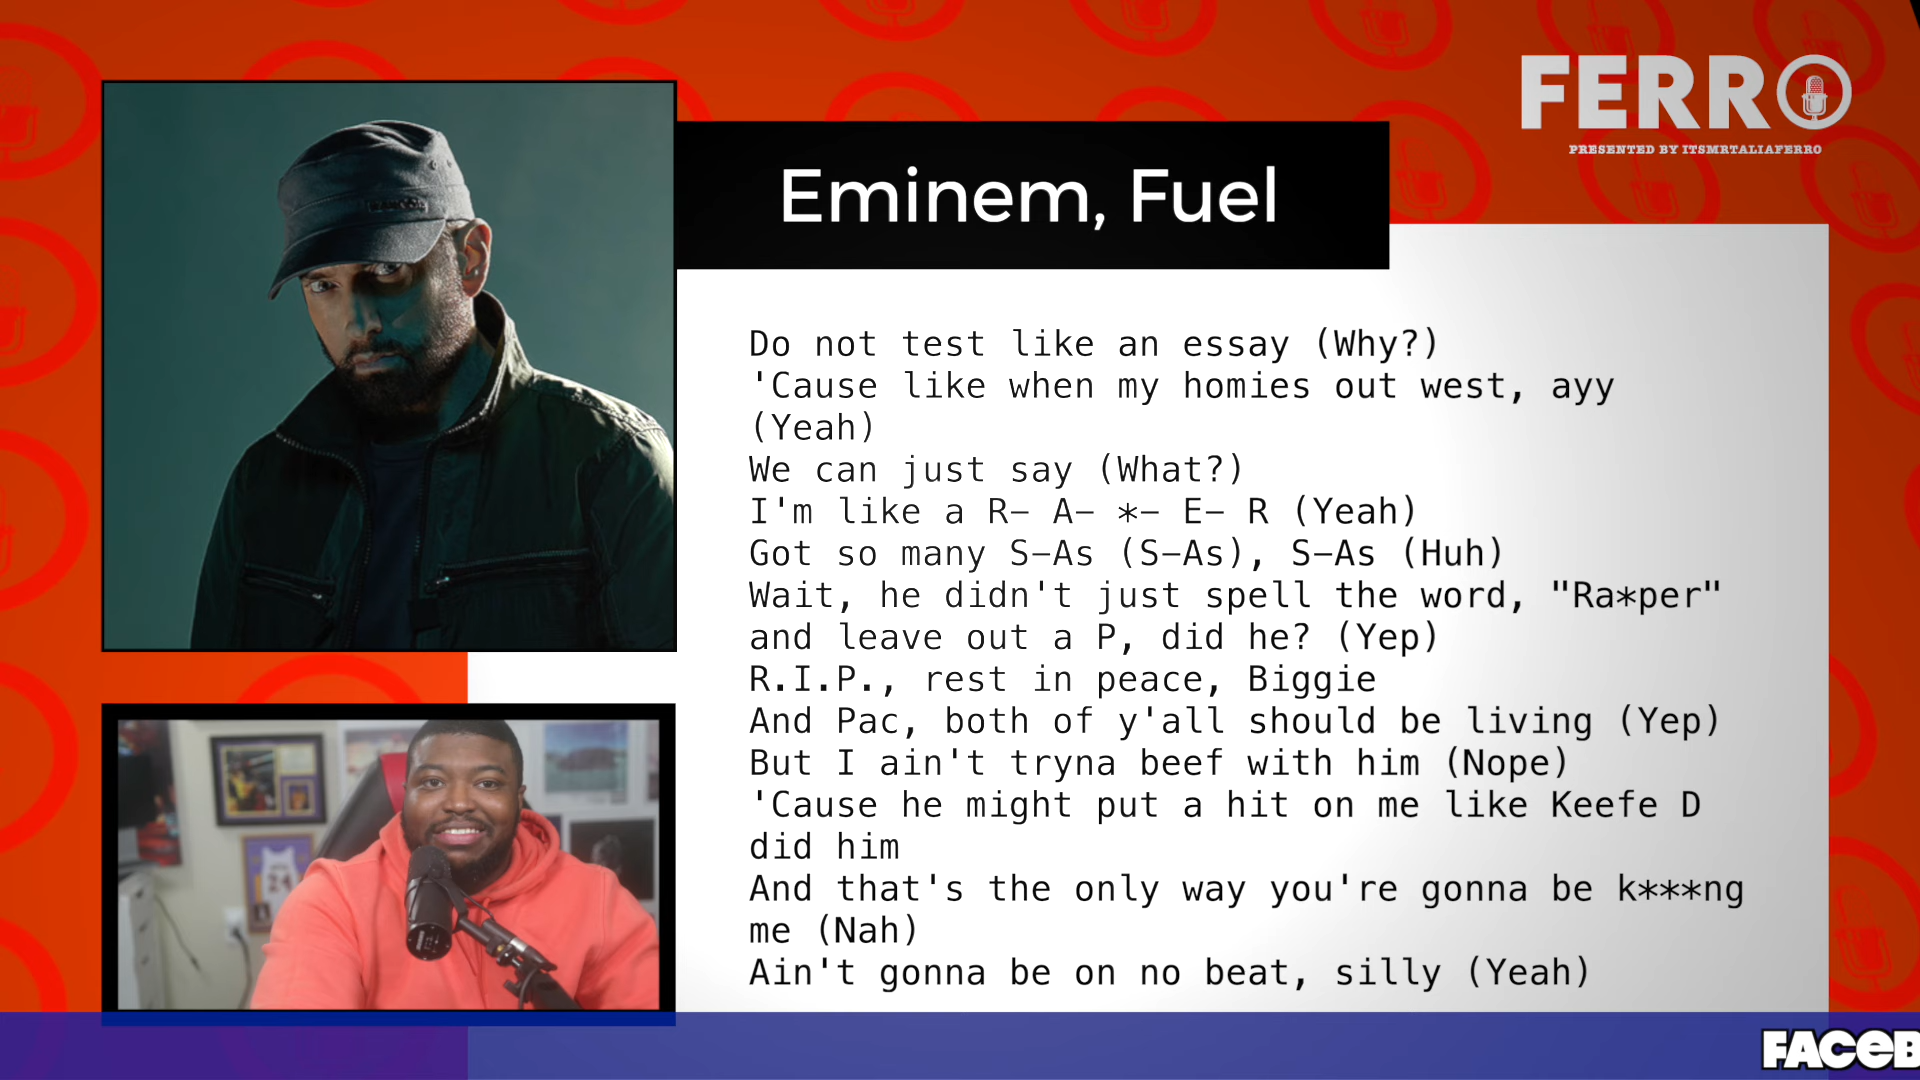 FERRO
PRESENTED BY ITSMRTALIAFERRO
Eminem, Fuel
Do not test like an essay (Why?)
'Cause like when my homies out west, ayy
(Yeah)
We can just say (What?)
I'm like a R– A– *– E– R (Yeah)
Got so many S–As (S–As), S–As (Huh)
Wait, he didn't just spell the word, "Ra*per"
and leave out a P, did he? (Yep)
R.I.P., rest in peace, Biggie
And Pac, both of y'all should be living (Yep)
But I ain't tryna beef with him (Nope)
'Cause he might put a hit on me like Keefe D
did him
And that's the only way you're gonna be k***ng
me (Nah)
Ain't gonna be on no beat, silly (Yeah)
FACEB